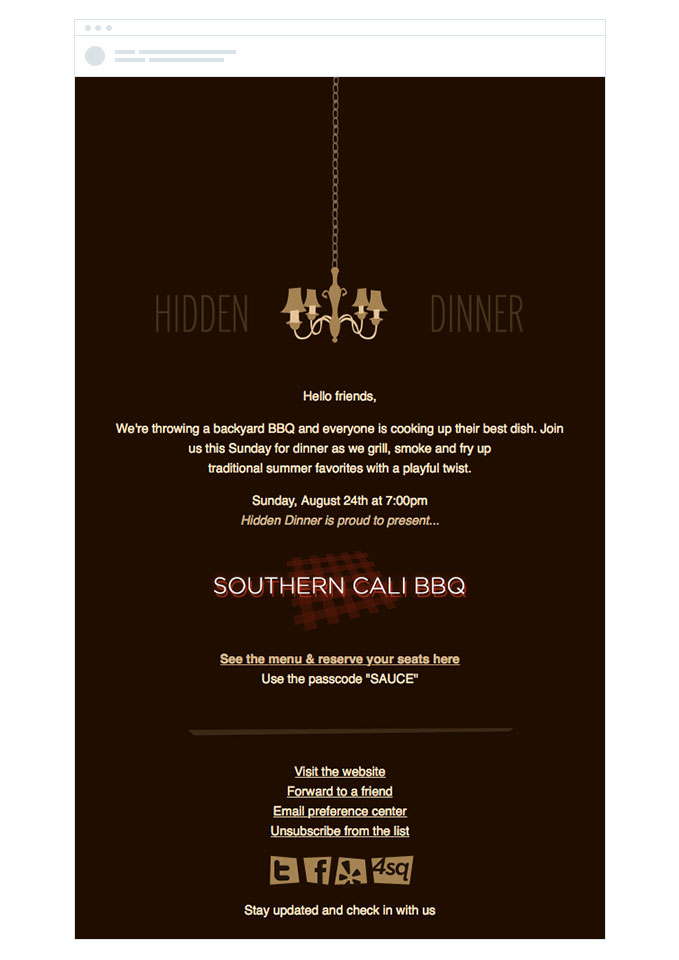 HIDDEN DINNER
Hello friends,
We're throwing a backyard BBQ and everyone is cooking up their best dish. Join
us this Sunday for dinner as we grill, smoke and fry up
traditional summer favorites with a playful twist.
Sunday, August 24th at 7:00pm
Hidden Dinner is proud to present...
SOUTHERN CALI BBQ
See the menu & reserve your seats here
Use the passcode "SAUCE"
Visit the website
Forward to a friend
Email preference center
Unsubscribe from the list
t f 4sq
Stay updated and check in with us